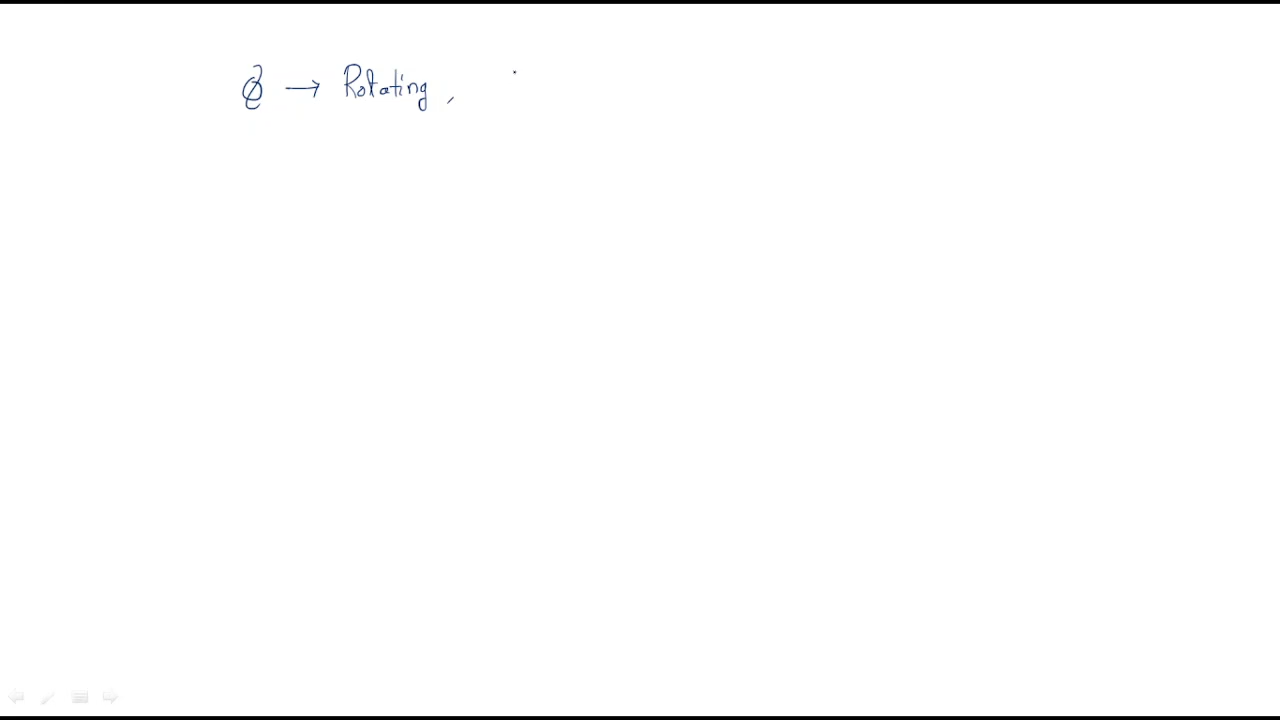 φ → Rotating,